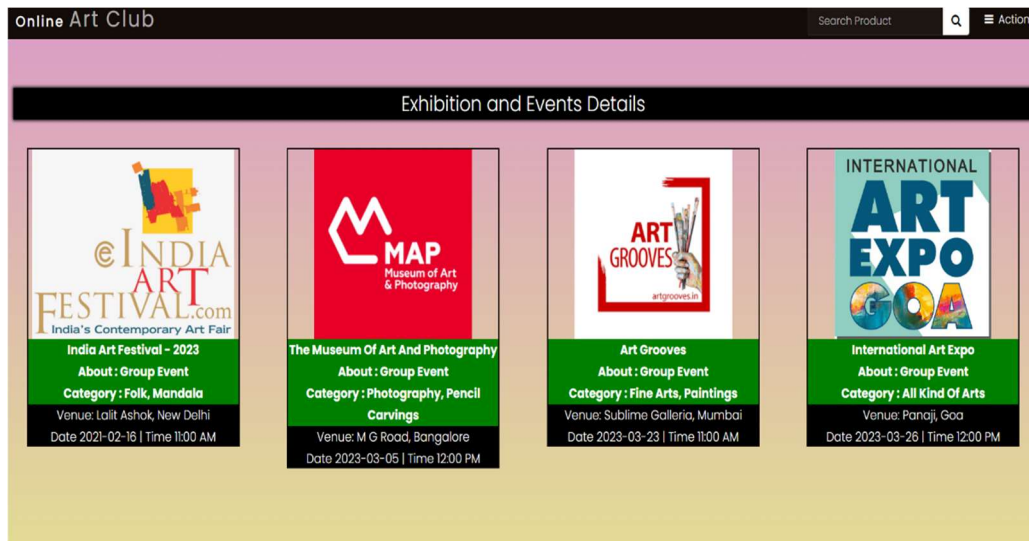 Online Art Club
Search Product
Action
Exhibition and Events Details
e INDIA
ART
FESTIVAL.com
India's Contemporary Art Fair
India Art Festival - 2023
About : Group Event
Category : Folk, Mandala
Venue: Lalit Ashok, New Delhi
Date 2021-02-16 | Time 11:00 AM
MAP
Museum of Art
& Photography
The Museum Of Art And Photography
About : Group Event
Category : Photography, Pencil
Carvings
Venue: M G Road, Bangalore
Date 2023-03-05 | Time 12:00 PM
ART
GROOVES
artgrooves.in
Art Grooves
About : Group Event
Category : Fine Arts, Paintings
Venue: Sublime Galleria, Mumbai
Date 2023-03-23 | Time 11:00 AM
INTERNATIONAL
ART
EXPO
GOA
International Art Expo
About : Group Event
Category : All Kind Of Arts
Venue: Panaji, Goa
Date 2023-03-26 | Time 12:00 PM